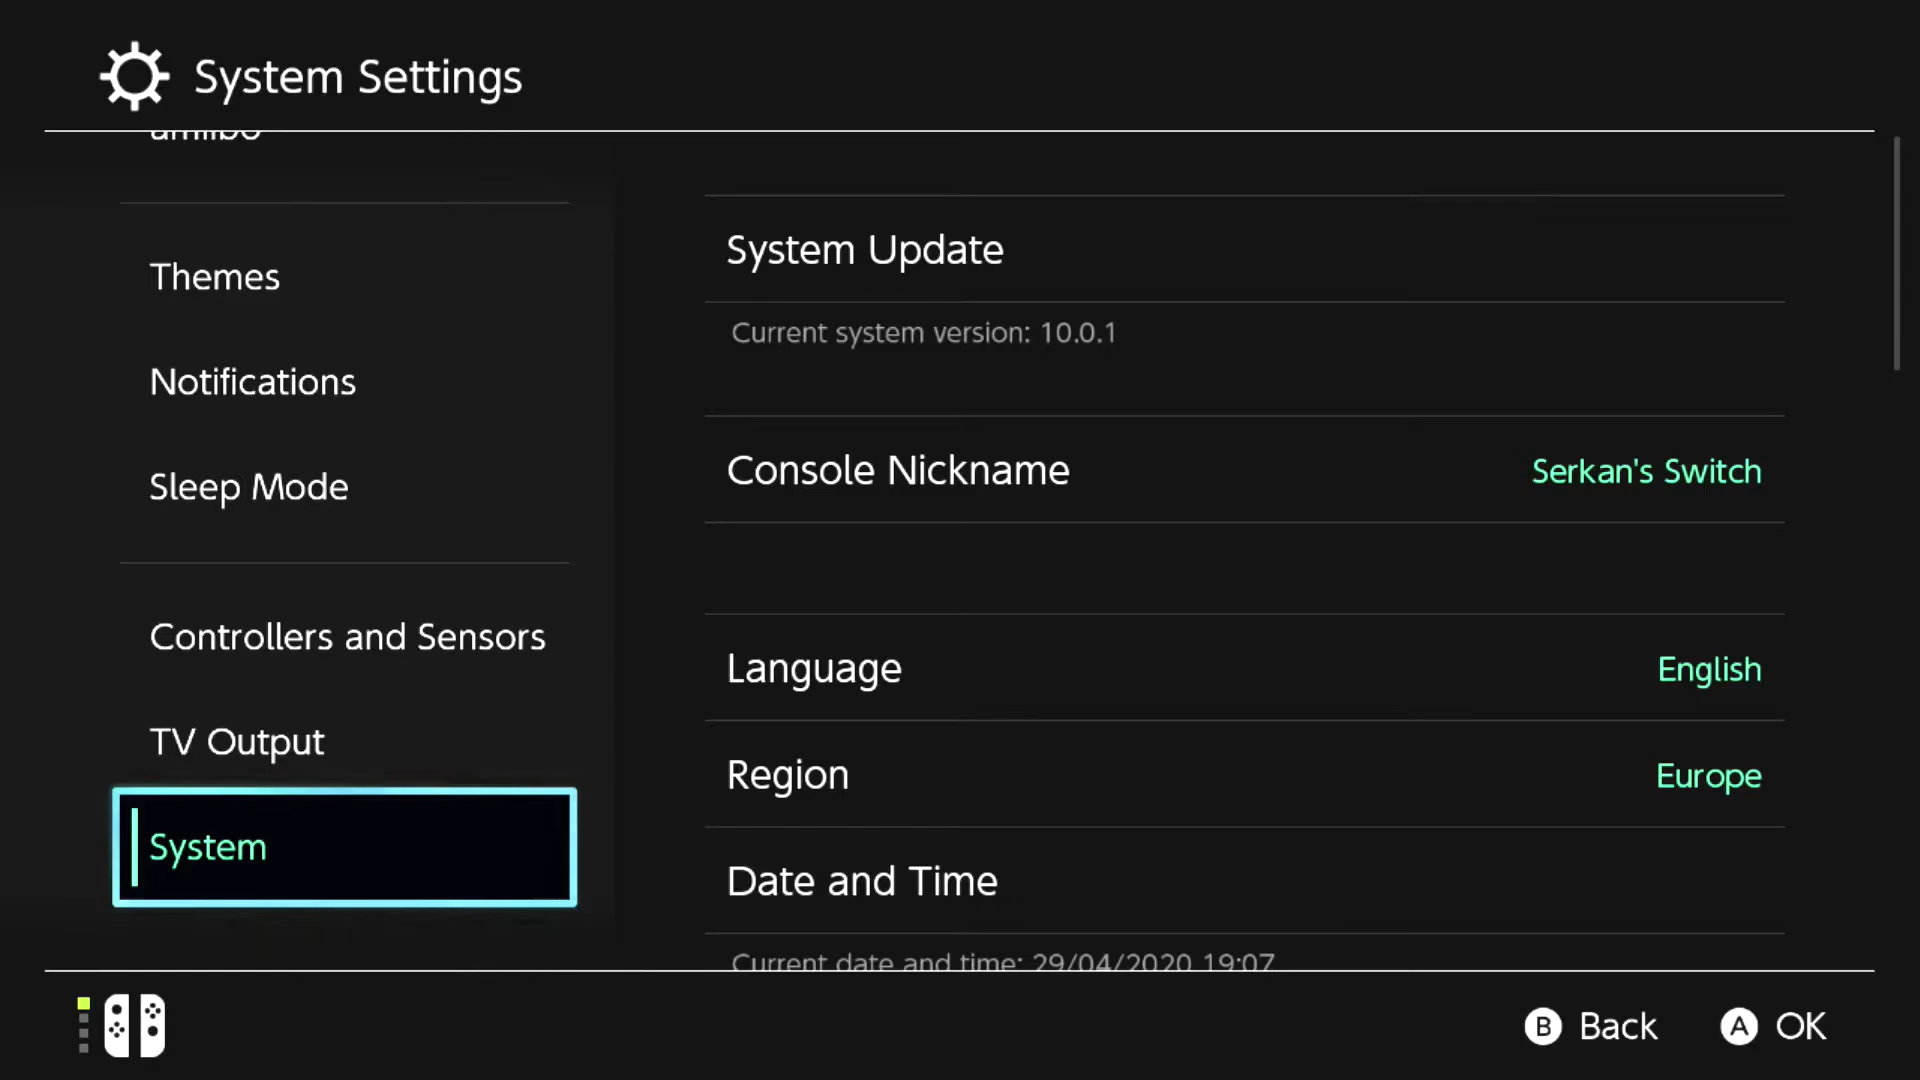 System Settings
amiibo
Themes
Notifications
Sleep Mode
Controllers and Sensors
TV Output
System
System Update
Current system version: 10.0.1
Console Nickname Serkan's Switch
Language English
Region Europe
Date and Time
Current date and time: 29/04/2020 19:07
B Back A OK